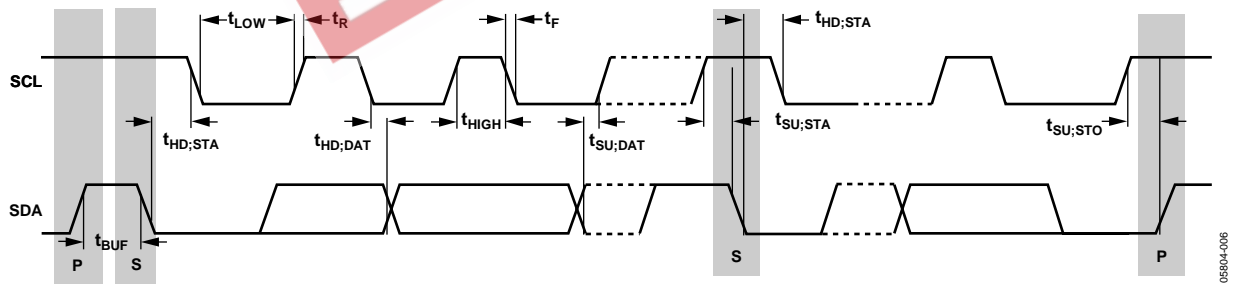 tLOW
tR
tF
tHD;STA
SCL
tHD;STA
tHD;DAT
tHIGH
tSU;DAT
tSU;STA
tSU;STO
SDA
tBUF
P
S
S
P
05804-006